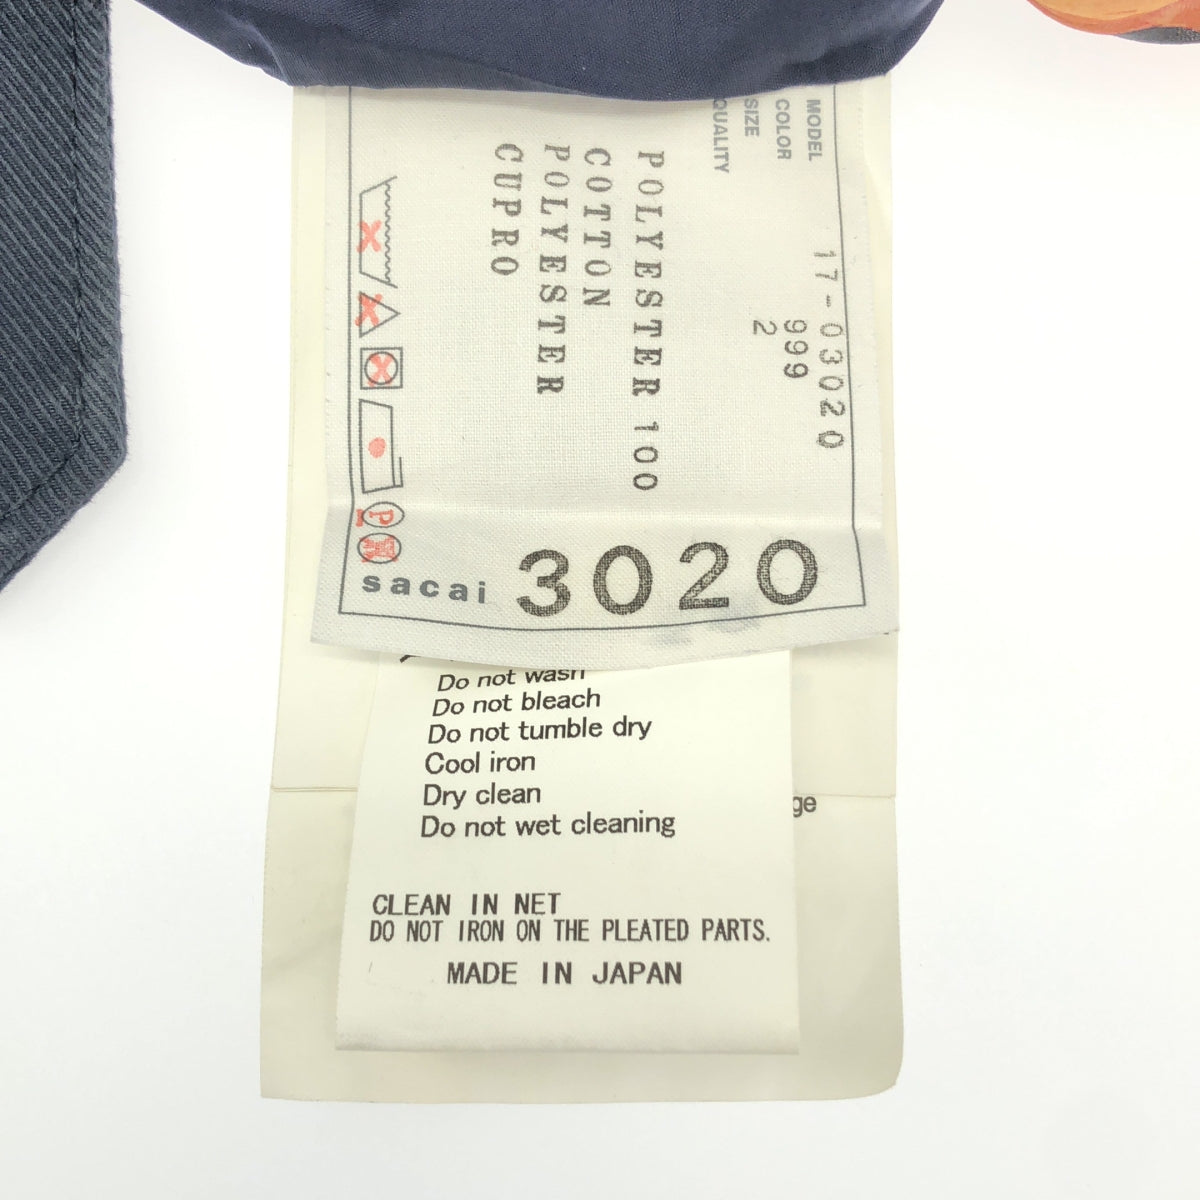 MODEL 17-03020
COLOR 999
SIZE 2
QUALITY
POLYESTER 100
COTTON
POLYESTER
CUPRO
P
W
sacai 3020
Do not wash
Do not bleach
Do not tumble dry
Cool iron
Dry clean
Do not wet cleaning
ge
CLEAN IN NET
DO NOT IRON ON THE PLEATED PARTS.
MADE IN JAPAN